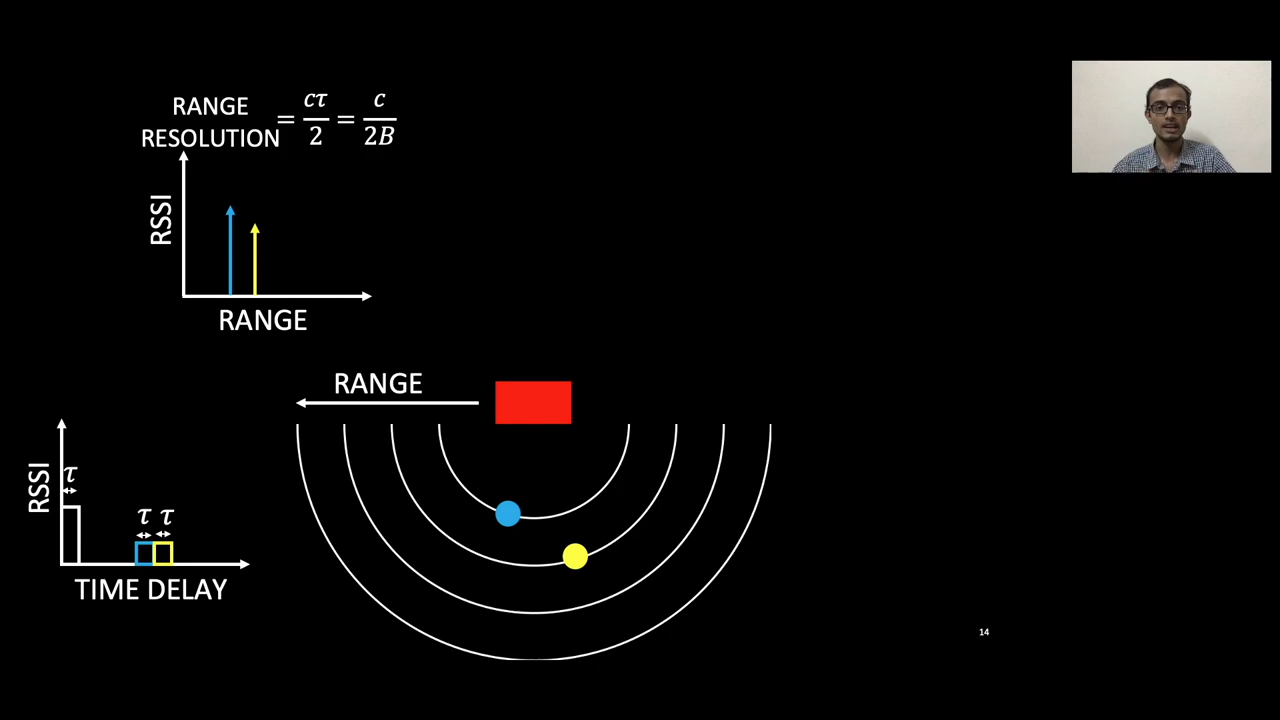 RANGE
RESOLUTION = cτ/2 = c/2B
RSSI
RANGE
RANGE
RSSI
τ
τ τ
TIME DELAY
14